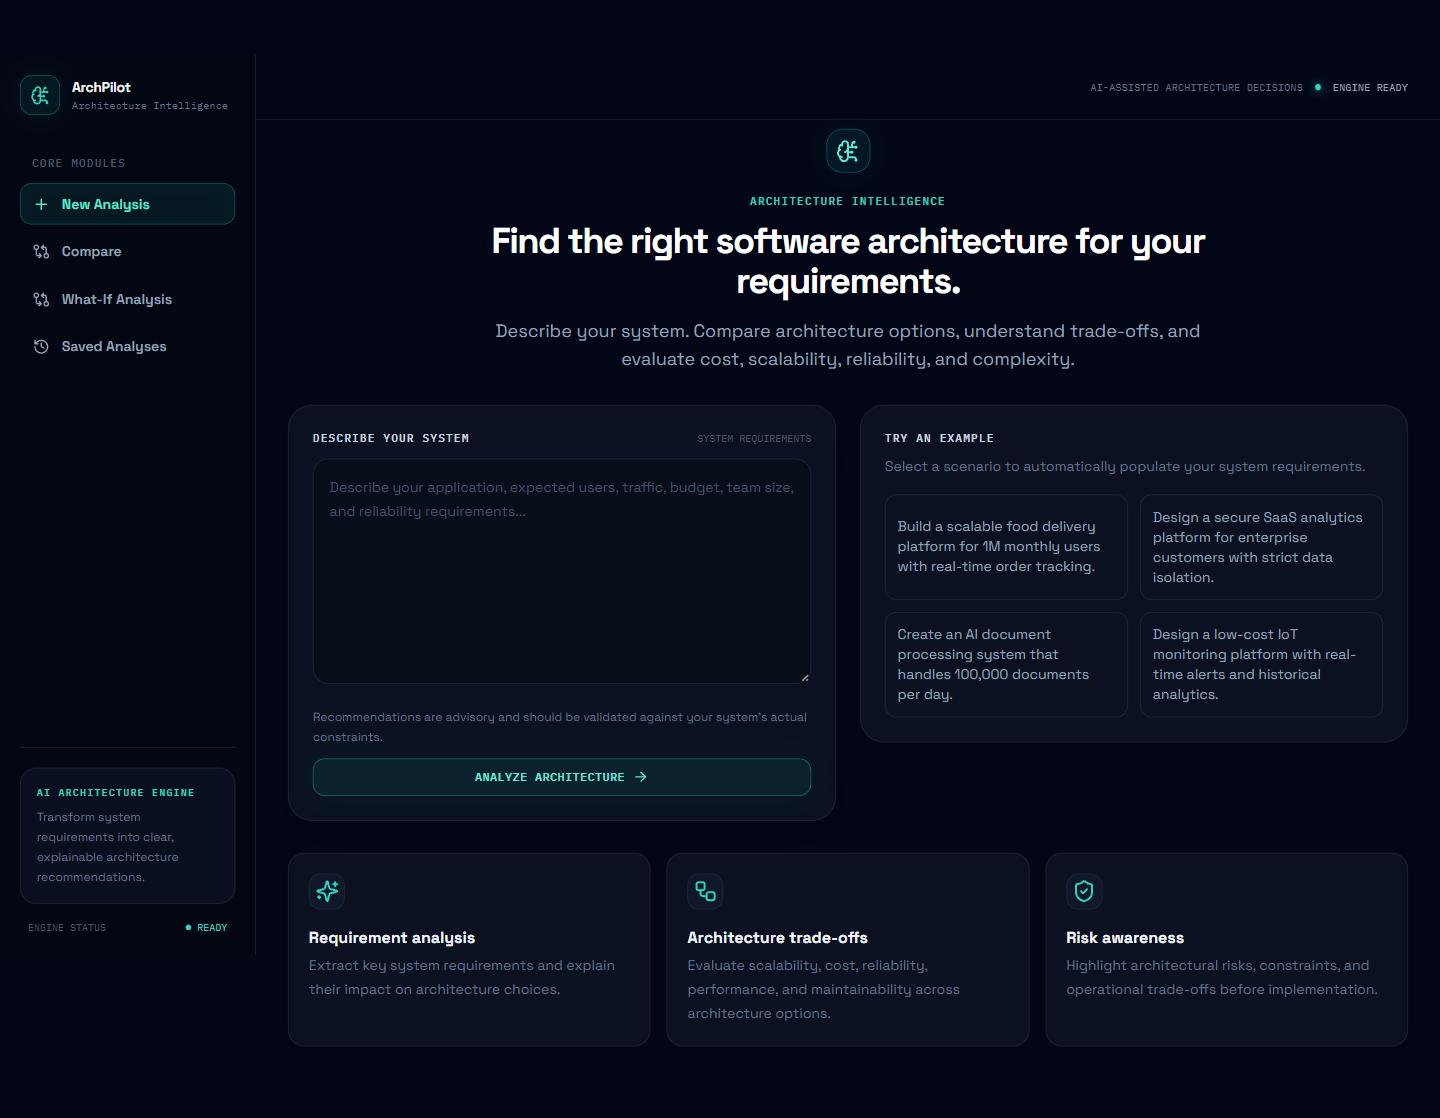 ArchPilot
Architecture Intelligence
CORE MODULES
New Analysis
Compare
What-If Analysis
Saved Analyses
AI ARCHITECTURE ENGINE
Transform system
requirements into clear,
explainable architecture
recommendations.
ENGINE STATUS
READY
AI-ASSISTED ARCHITECTURE DECISIONS
ENGINE READY
ARCHITECTURE INTELLIGENCE
Find the right software architecture for your
requirements.
Describe your system. Compare architecture options, understand trade-offs, and
evaluate cost, scalability, reliability, and complexity.
DESCRIBE YOUR SYSTEM
SYSTEM REQUIREMENTS
Describe your application, expected users, traffic, budget, team size,
and reliability requirements...
Recommendations are advisory and should be validated against your system's actual
constraints.
ANALYZE ARCHITECTURE
TRY AN EXAMPLE
Select a scenario to automatically populate your system requirements.
Build a scalable food delivery
platform for 1M monthly users
with real-time order tracking.
Design a secure SaaS analytics
platform for enterprise
customers with strict data
isolation.
Create an AI document
processing system that
handles 100,000 documents
per day.
Design a low-cost IoT
monitoring platform with real-
time alerts and historical
analytics.
Requirement analysis
Extract key system requirements and explain
their impact on architecture choices.
Architecture trade-offs
Evaluate scalability, cost, reliability,
performance, and maintainability across
architecture options.
Risk awareness
Highlight architectural risks, constraints, and
operational trade-offs before implementation.